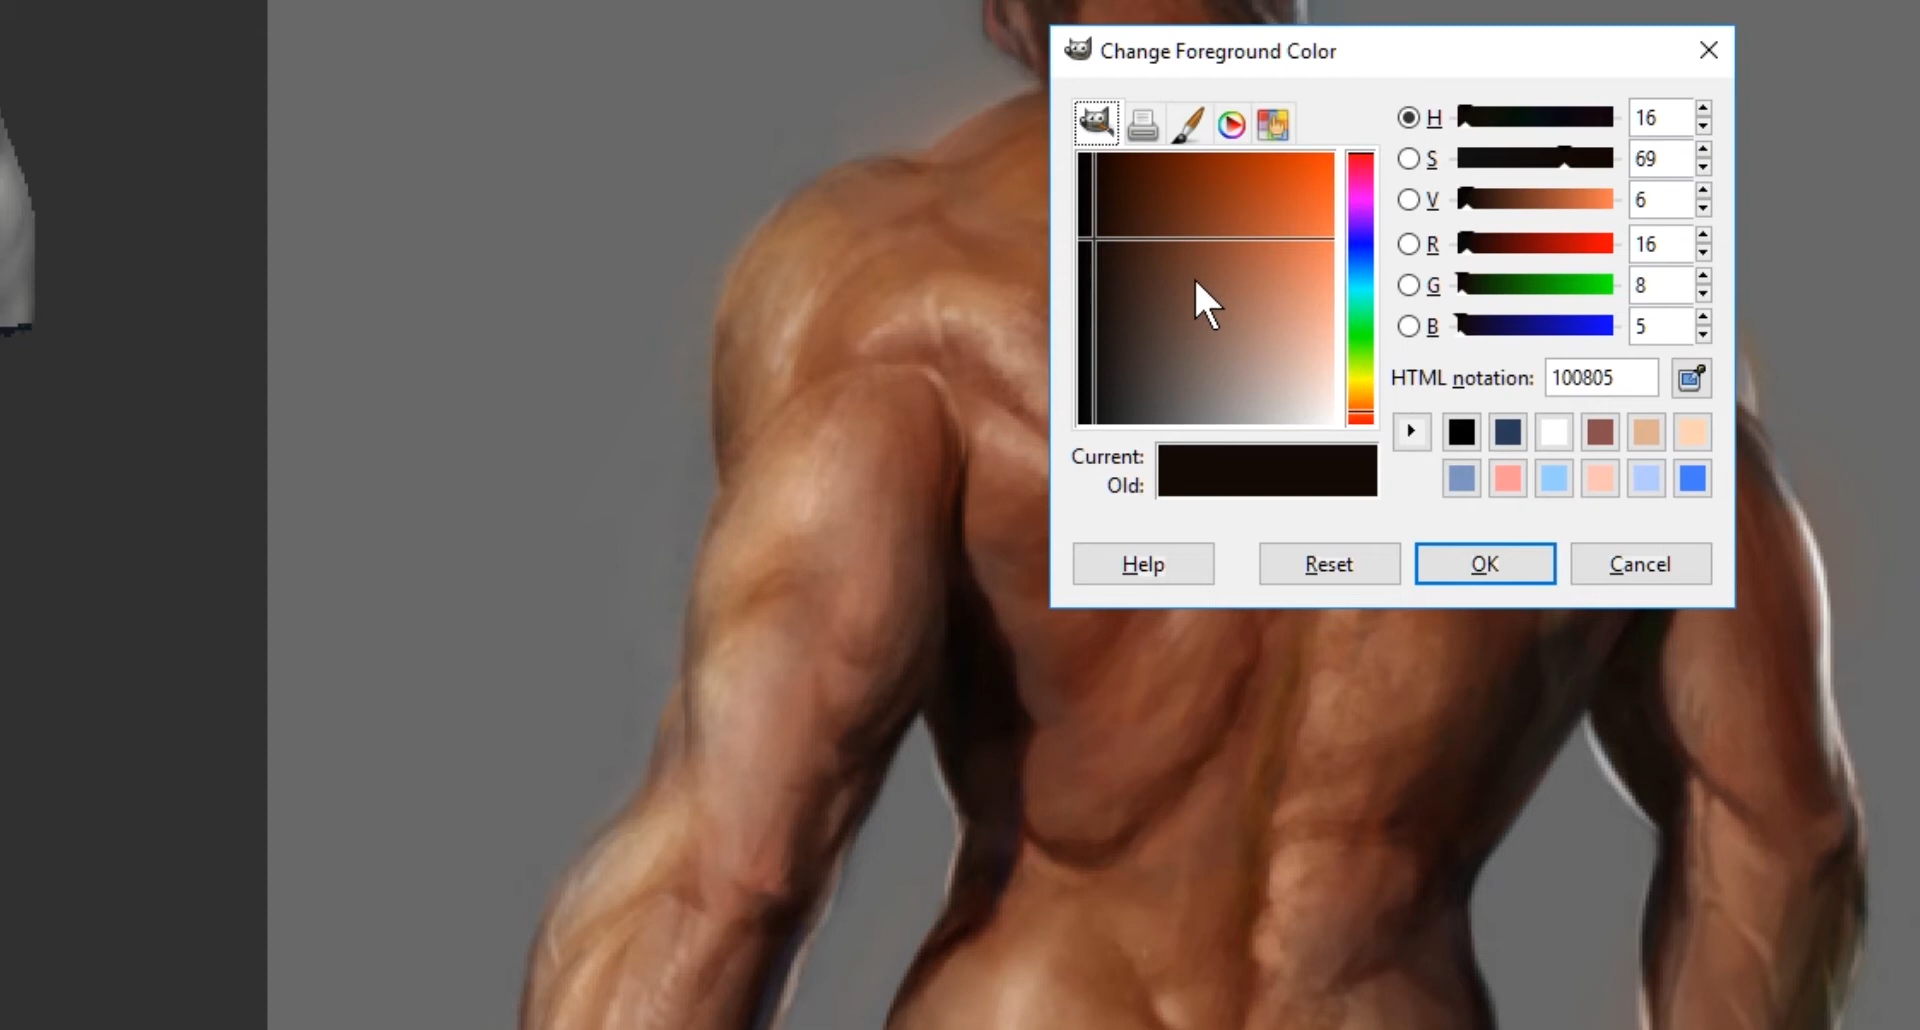 Change Foreground Color
H 16
S 69
V 6
R 16
G 8
B 5
HTML notation: 100805
Current:
Old:
Help Reset OK Cancel